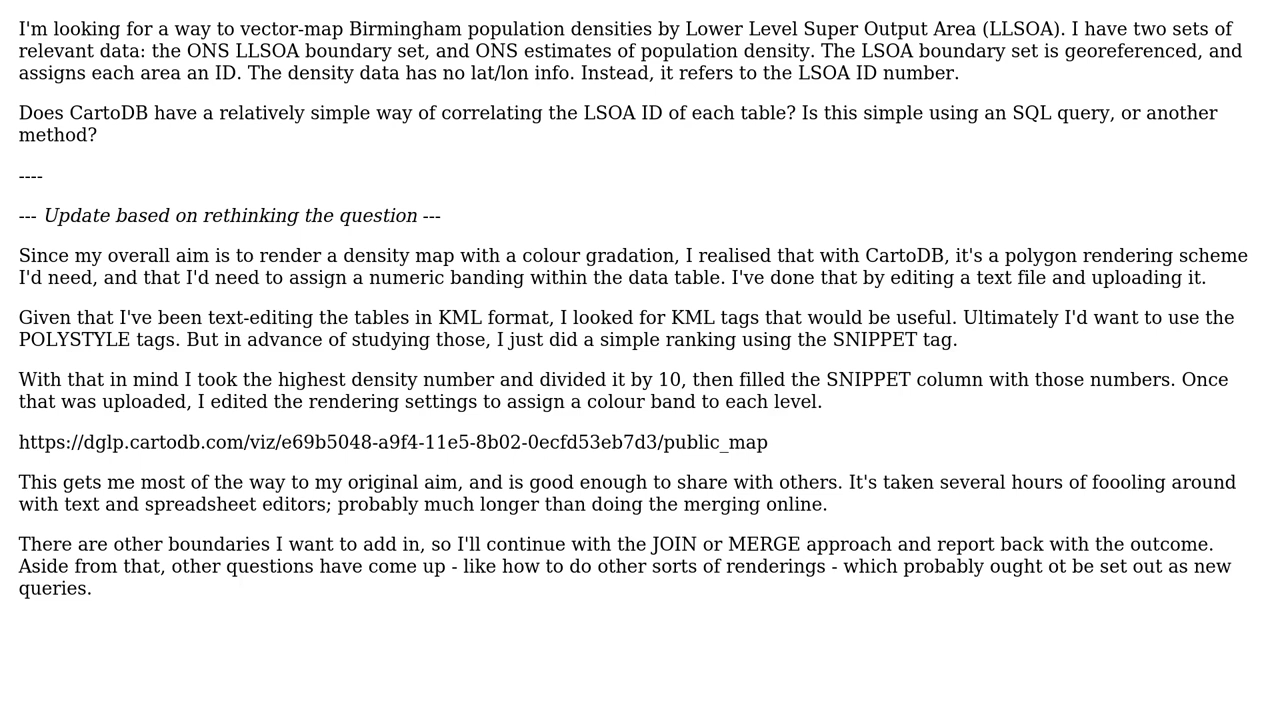 I'm looking for a way to vector-map Birmingham population densities by Lower Level Super Output Area (LLSOA). I have two sets of
relevant data: the ONS LLSOA boundary set, and ONS estimates of population density. The LSOA boundary set is georeferenced, and
assigns each area an ID. The density data has no lat/lon info. Instead, it refers to the LSOA ID number.
Does CartoDB have a relatively simple way of correlating the LSOA ID of each table? Is this simple using an SQL query, or another
method?
----
--- Update based on rethinking the question ---
Since my overall aim is to render a density map with a colour gradation, I realised that with CartoDB, it's a polygon rendering scheme
I'd need, and that I'd need to assign a numeric banding within the data table. I've done that by editing a text file and uploading it.
Given that I've been text-editing the tables in KML format, I looked for KML tags that would be useful. Ultimately I'd want to use the
POLYSTYLE tags. But in advance of studying those, I just did a simple ranking using the SNIPPET tag.
With that in mind I took the highest density number and divided it by 10, then filled the SNIPPET column with those numbers. Once
that was uploaded, I edited the rendering settings to assign a colour band to each level.
https://dglp.cartodb.com/viz/e69b5048-a9f4-11e5-8b02-0ecfd53eb7d3/public_map
This gets me most of the way to my original aim, and is good enough to share with others. It's taken several hours of foooling around
with text and spreadsheet editors; probably much longer than doing the merging online.
There are other boundaries I want to add in, so I'll continue with the JOIN or MERGE approach and report back with the outcome.
Aside from that, other questions have come up - like how to do other sorts of renderings - which probably ought ot be set out as new
queries.